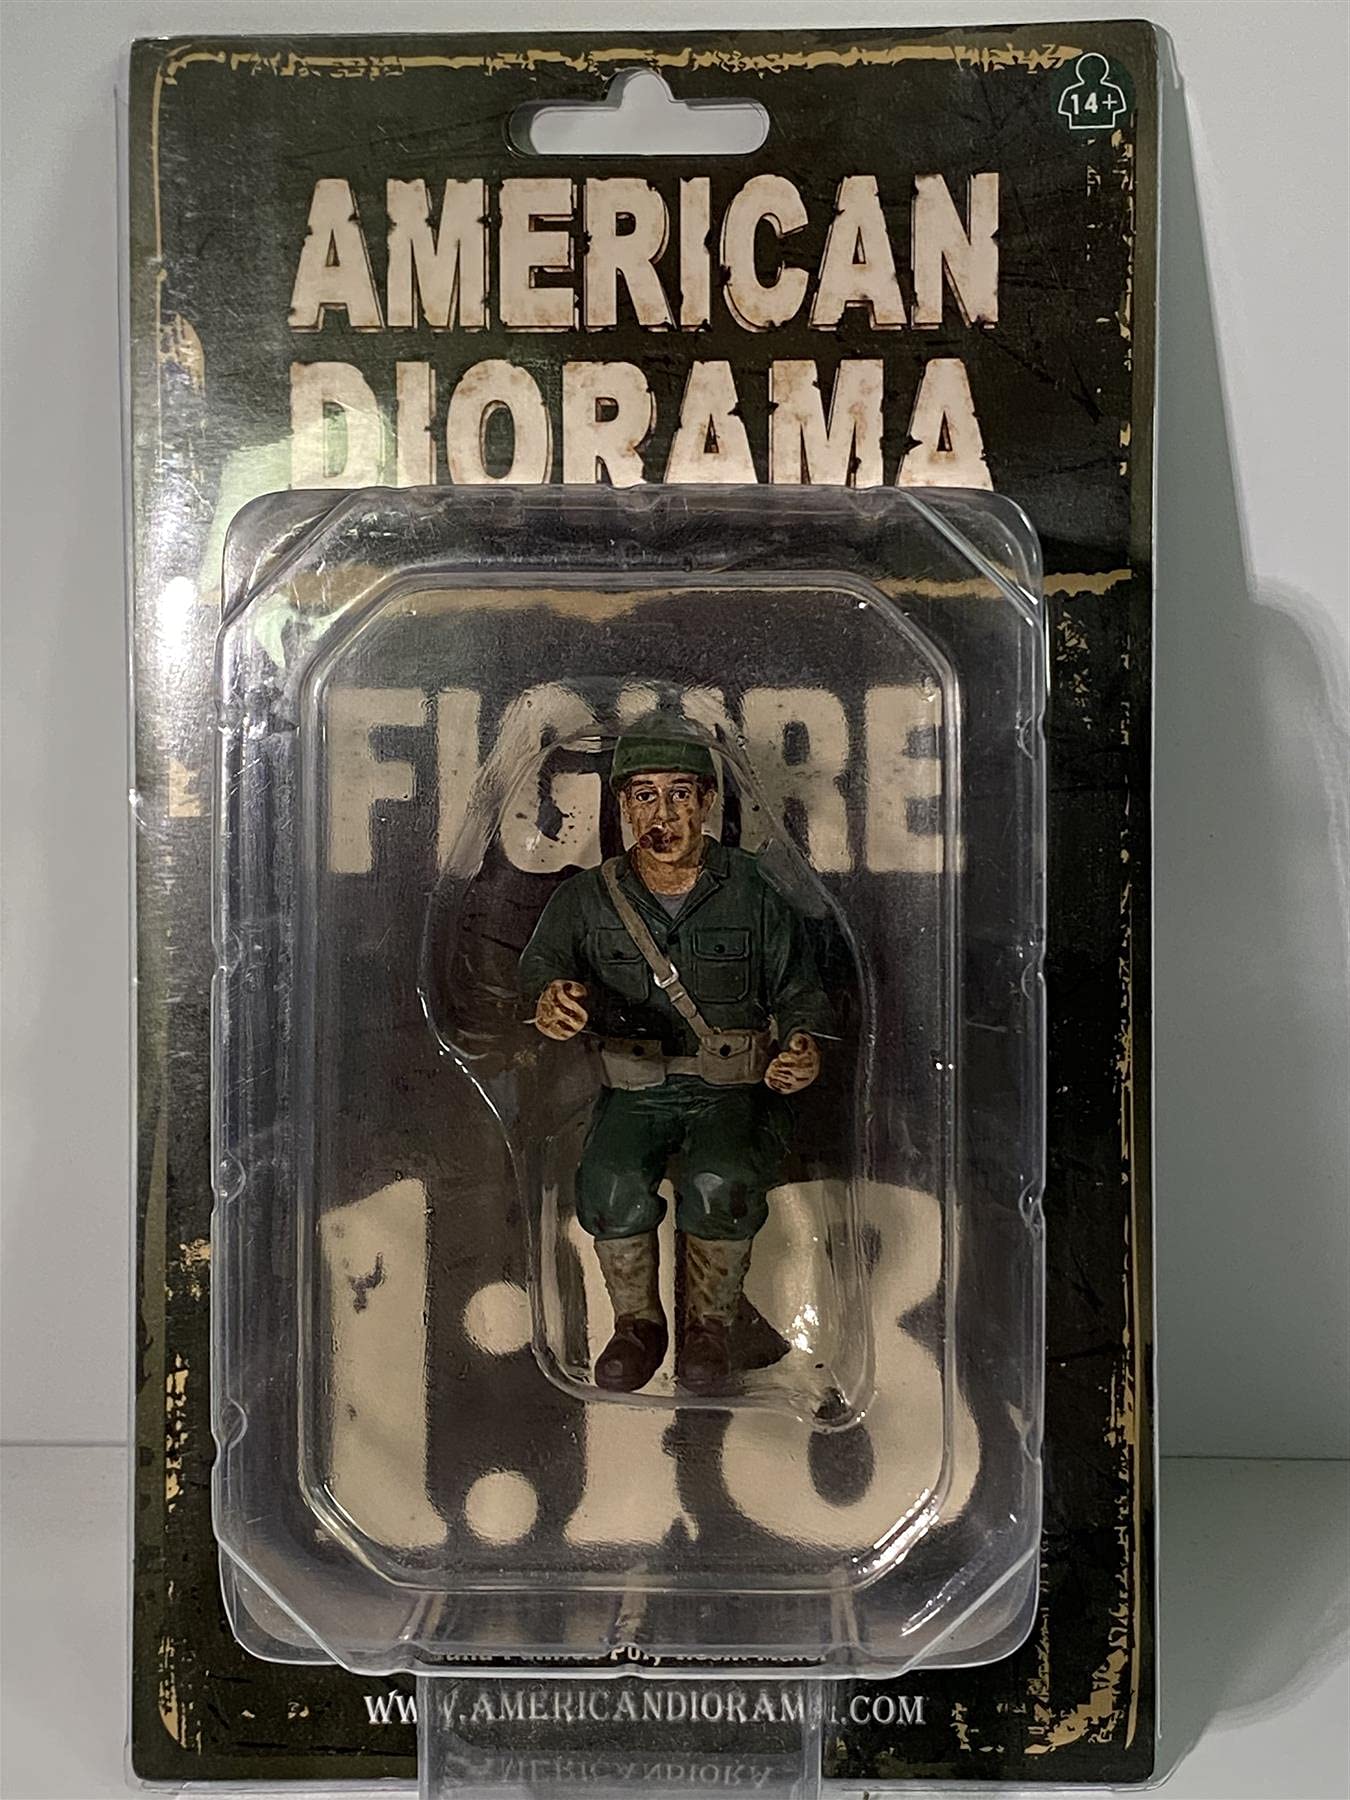 14+
AMERICAN
DIORAMA
FIGURE
1:18
WWW.AMERICANDIORAMA.COM